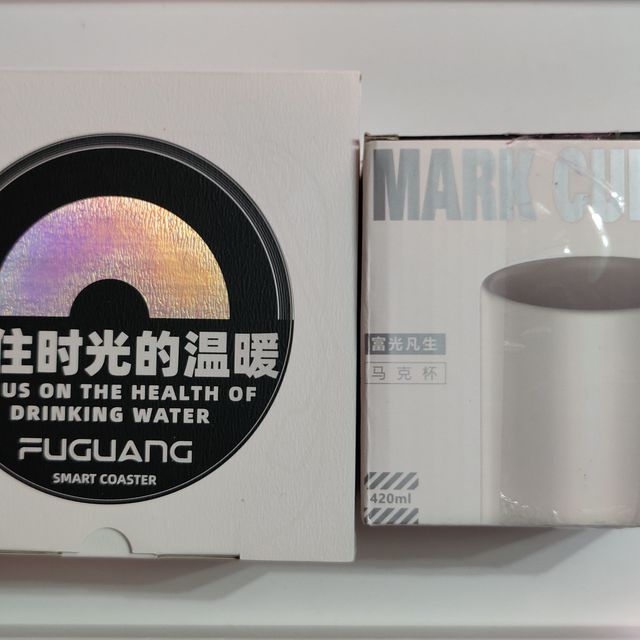 住时光的温暖
US ON THE HEALTH OF
DRINKING WATER
FUGUANG
SMART COASTER
MARK CUP
富光凡生
马克杯
420ml